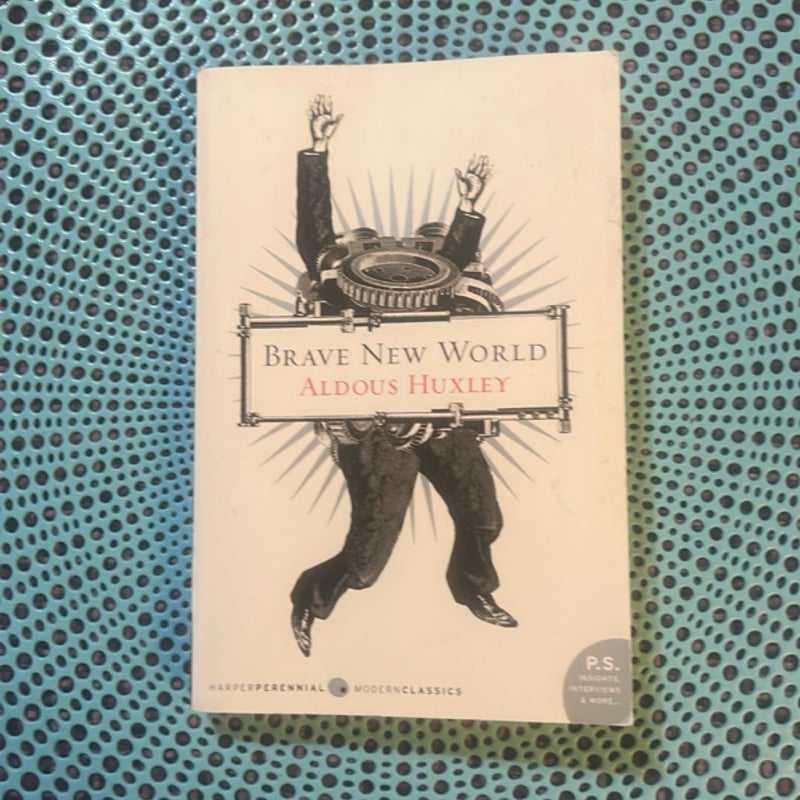 BRAVE NEW WORLD
ALDOUS HUXLEY
HARPERPERENNIAL MODERNCLASSICS
P.S.
INSIGHTS,
INTERVIEWS
& MORE...